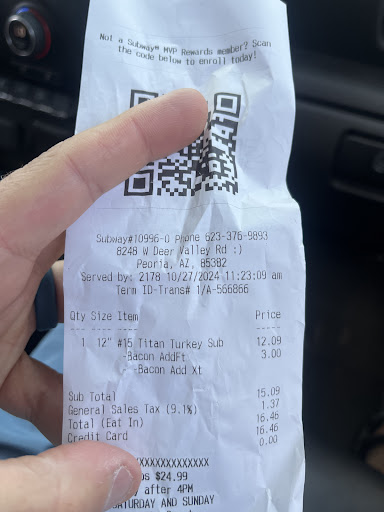 Not a Subway® MVP Rewards member? Scan
the code below to enroll today!
Subway#10996-0 Phone 623-376-9893
8248 W Deer Valley Rd :)
Peoria, AZ, 85382
Served by: 2178 10/27/2024 11:23:09 am
Term ID-Trans# 1/A-566866
Qty Size Item Price
1 12" #15 Titan Turkey Sub 12.09
-Bacon AddFt 3.00
- -Bacon Add Xt
Sub Total 15.09
General Sales Tax (9.1%) 1.37
Total (Eat In) 16.46
Credit Card 16.46
0.00
XXXXXXXXXXXXX
$24.99
after 4PM
SATURDAY AND SUNDAY